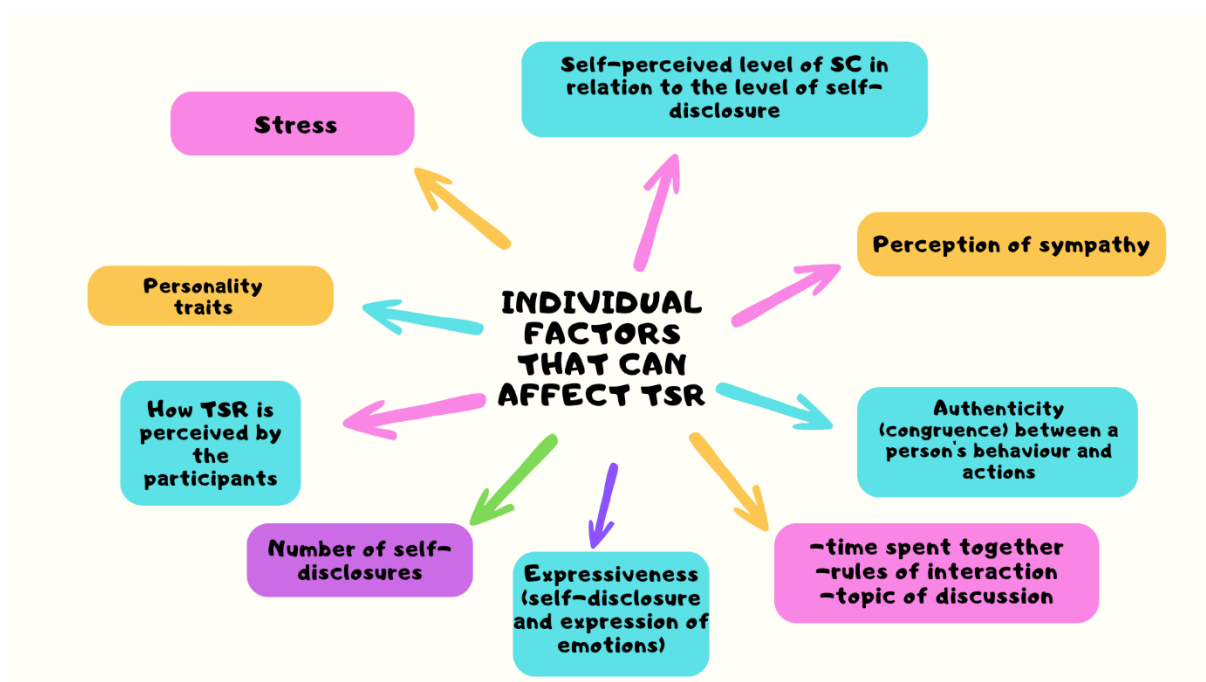 Self-perceived level of SC in
relation to the level of self-
disclosure
Stress
Perception of sympathy
Personality
traits
INDIVIDUAL
FACTORS
THAT CAN
AFFECT TSR
How TSR is
perceived by
the
participants
Authenticity
(congruence) between a
person's behaviour and
actions
Number of self-
disclosures
Expressiveness
(self-disclosure
and expression of
emotions)
-time spent together
-rules of interaction
-topic of discussion